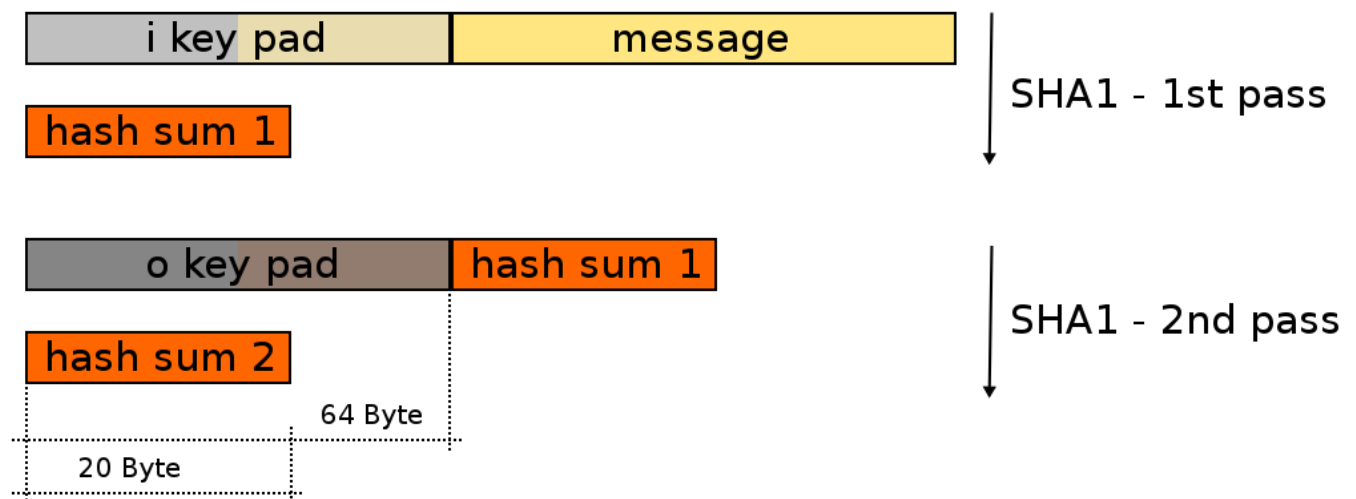 i key pad
message
SHA1 - 1st pass
hash sum 1
o key pad
hash sum 1
SHA1 - 2nd pass
hash sum 2
64 Byte
20 Byte